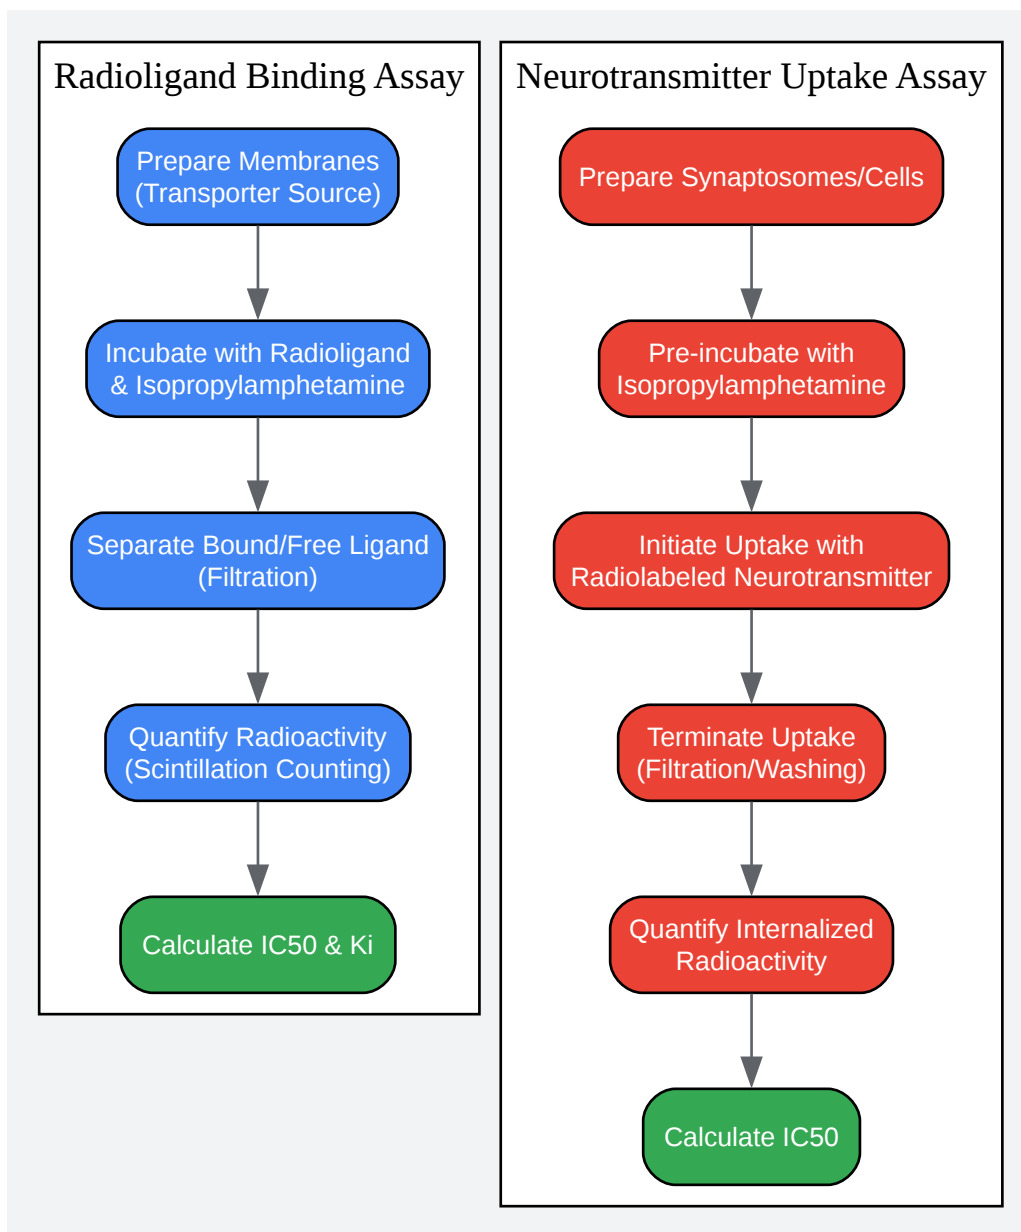 Radioligand Binding Assay
Prepare Membranes
(Transporter Source)
Incubate with Radioligand
& Isopropylamphetamine
Separate Bound/Free Ligand
(Filtration)
Quantify Radioactivity
(Scintillation Counting)
Calculate IC50 & Ki
Neurotransmitter Uptake Assay
Prepare Synaptosomes/Cells
Pre-incubate with
Isopropylamphetamine
Initiate Uptake with
Radiolabeled Neurotransmitter
Terminate Uptake
(Filtration/Washing)
Quantify Internalized
Radioactivity
Calculate IC50